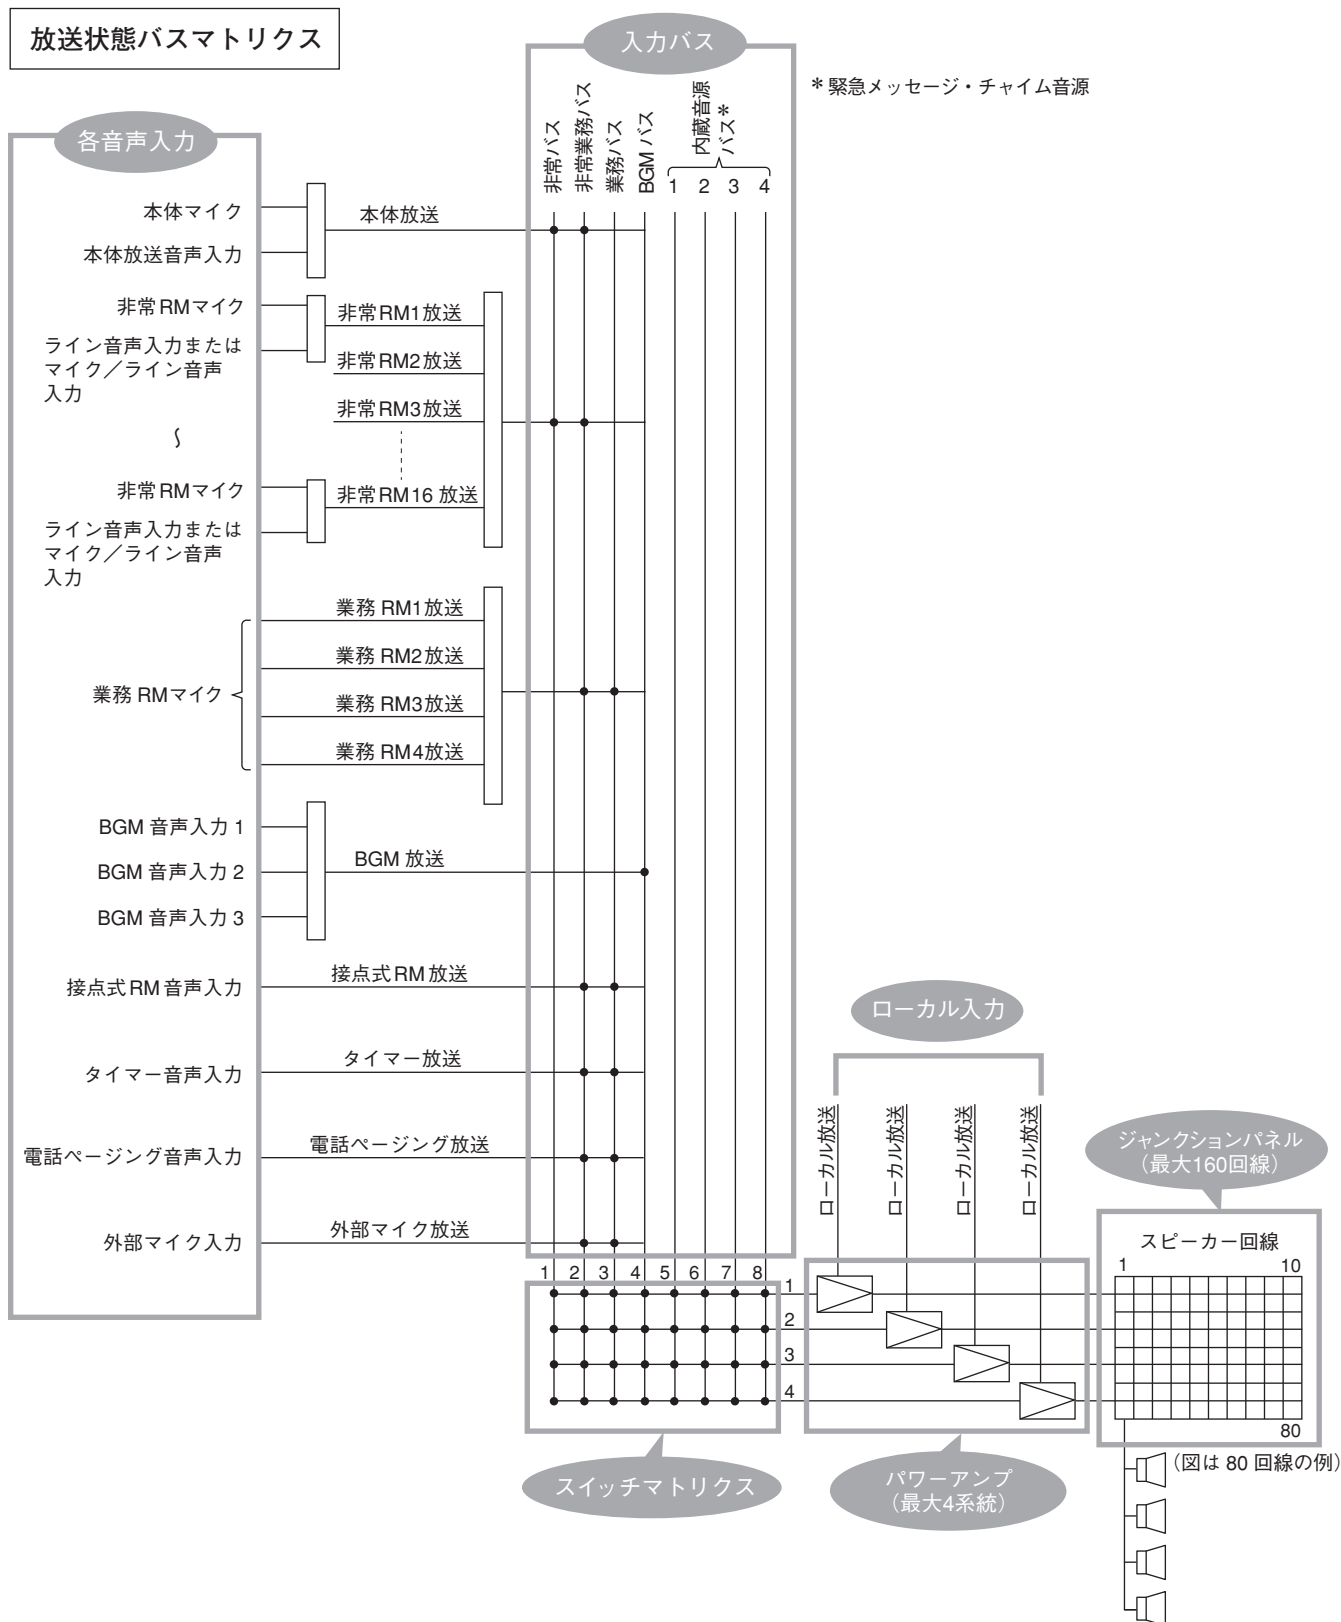 放送状態バスマトリクス
入力バス
＊緊急メッセージ・チャイム音源
各音声入力
非常バス
非常業務バス
業務バス
BGM バス
内蔵音源
バス＊
1 2 3 4
本体マイク
本体放送音声入力
本体放送
非常RMマイク
ライン音声入力または
マイク／ライン音声
入力
〜
非常RMマイク
ライン音声入力または
マイク／ライン音声
入力
非常RM1放送
非常RM2放送
非常RM3放送
非常RM16 放送
業務 RMマイク
業務 RM1放送
業務 RM2放送
業務 RM3放送
業務 RM4放送
BGM 音声入力 1
BGM 音声入力 2
BGM 音声入力 3
BGM 放送
接点式RM 音声入力
接点式RM 放送
タイマー音声入力
タイマー放送
電話ページング音声入力
電話ページング放送
外部マイク入力
外部マイク放送
1 2 3 4 5 6 7 8
1
2
3
4
スイッチマトリクス
ローカル入力
ローカル放送
ローカル放送
ローカル放送
ローカル放送
パワーアンプ
（最大4系統）
ジャンクションパネル
（最大160回線）
スピーカー回線
1 10
80
（図は 80 回線の例）